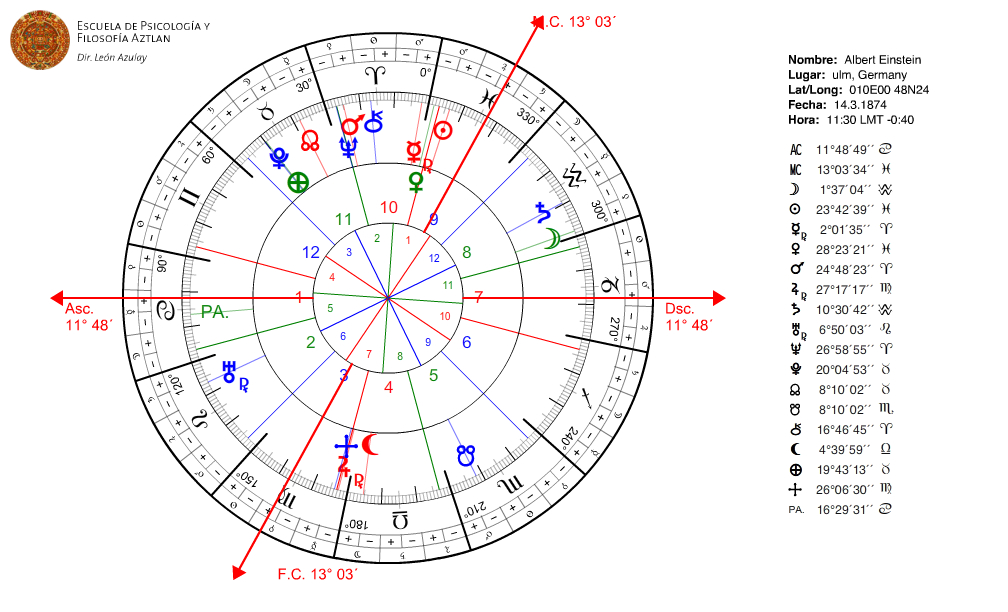 ESCUELA DE PSICOLOGÍA Y
FILOSOFÍA AZTLAN
Dir. León Azulay
M.C. 13° 03´
Nombre: Albert Einstein
Lugar: ulm, Germany
Lat/Long: 010E00 48N24
Fecha: 14.3.1874
Hora: 11:30 LMT -0:40
AC 11°48´49´´ ♋
MC 13°03´34´´ ♓
☽ 1°37´04´´ ♒
☉ 23°42´39´´ ♓
☿℞ 2°01´35´´ ♈
♀ 28°23´21´´ ♓
♂ 24°48´23´´ ♈
♃℞ 27°17´17´´ ♍
♄ 10°30´42´´ ♒
♅℞ 6°50´03´´ ♌
♆ 26°58´55´´ ♈
♇ 20°04´53´´ ♉
☊ 8°10´02´´ ♉
☋ 8°10´02´´ ♏
⚷ 16°46´45´´ ♈
⚸ 4°39´59´´ ♎
⊕ 19°43´13´´ ♉
26°06´30´´ ♍
PA. 16°29´31´´ ♋
0°
30°
60°
90°
120°
150°
180°
210°
240°
270°
300°
330°
Asc.
11° 48´
Dsc.
11° 48´
PA.
F.C. 13° 03´
1
2
3
4
5
6
7
8
9
10
11
12
1
2
3
4
5
6
7
8
9
10
11
12